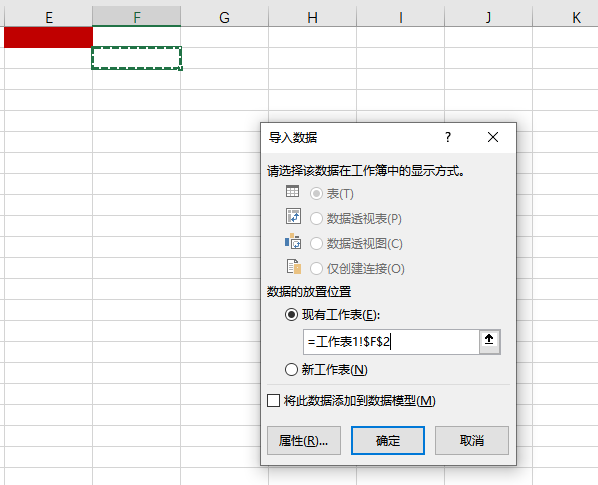 E F G H I J K
导入数据 ? ×
请选择该数据在工作簿中的显示方式。
表(T)
数据透视表(P)
数据透视图(C)
仅创建连接(O)
数据的放置位置
现有工作表(E):
=工作表1!$F$2
新工作表(N)
将此数据添加到数据模型(M)
属性(R)... 确定 取消